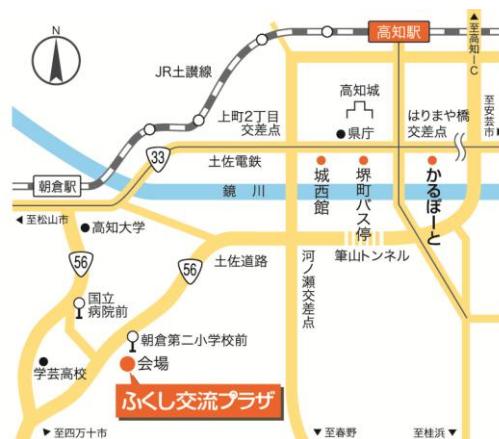 N
JR土讃線
高知駅
▲至高知IC
高知城
県庁
上町2丁目
交差点
はりまや橋
交差点
至安芸市▶
33
土佐電鉄
朝倉駅
鏡川
城西館
堺町バス停
かるぽーと
◀至松山市
高知大学
56
56
土佐道路
筆山トンネル
河ノ瀬交差点
国立
病院前
朝倉第二小学校前
学芸高校
会場
ふくし交流プラザ
▶至四万十市
▼至春野
▼至桂浜